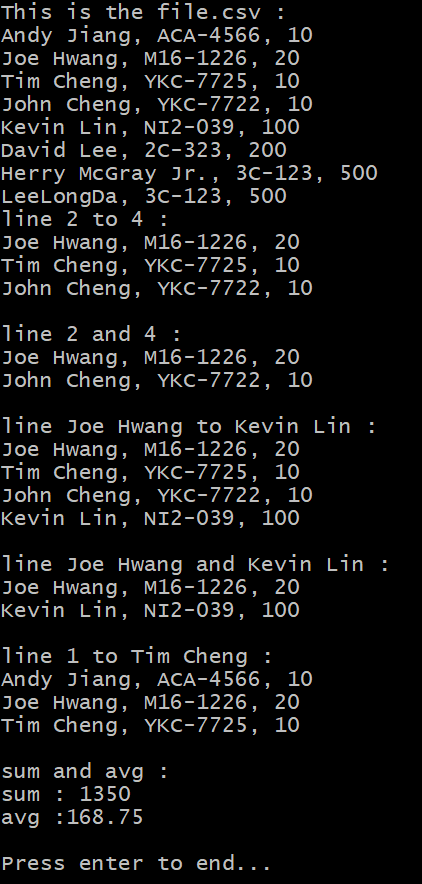 This is the file.csv :
Andy Jiang, ACA-4566, 10
Joe Hwang, M16-1226, 20
Tim Cheng, YKC-7725, 10
John Cheng, YKC-7722, 10
Kevin Lin, NI2-039, 100
David Lee, 2C-323, 200
Herry McGray Jr., 3C-123, 500
LeeLongDa, 3C-123, 500
line 2 to 4 :
Joe Hwang, M16-1226, 20
Tim Cheng, YKC-7725, 10
John Cheng, YKC-7722, 10
line 2 and 4 :
Joe Hwang, M16-1226, 20
John Cheng, YKC-7722, 10
line Joe Hwang to Kevin Lin :
Joe Hwang, M16-1226, 20
Tim Cheng, YKC-7725, 10
John Cheng, YKC-7722, 10
Kevin Lin, NI2-039, 100
line Joe Hwang and Kevin Lin :
Joe Hwang, M16-1226, 20
Kevin Lin, NI2-039, 100
line 1 to Tim Cheng :
Andy Jiang, ACA-4566, 10
Joe Hwang, M16-1226, 20
Tim Cheng, YKC-7725, 10
sum and avg :
sum : 1350
avg :168.75
Press enter to end...